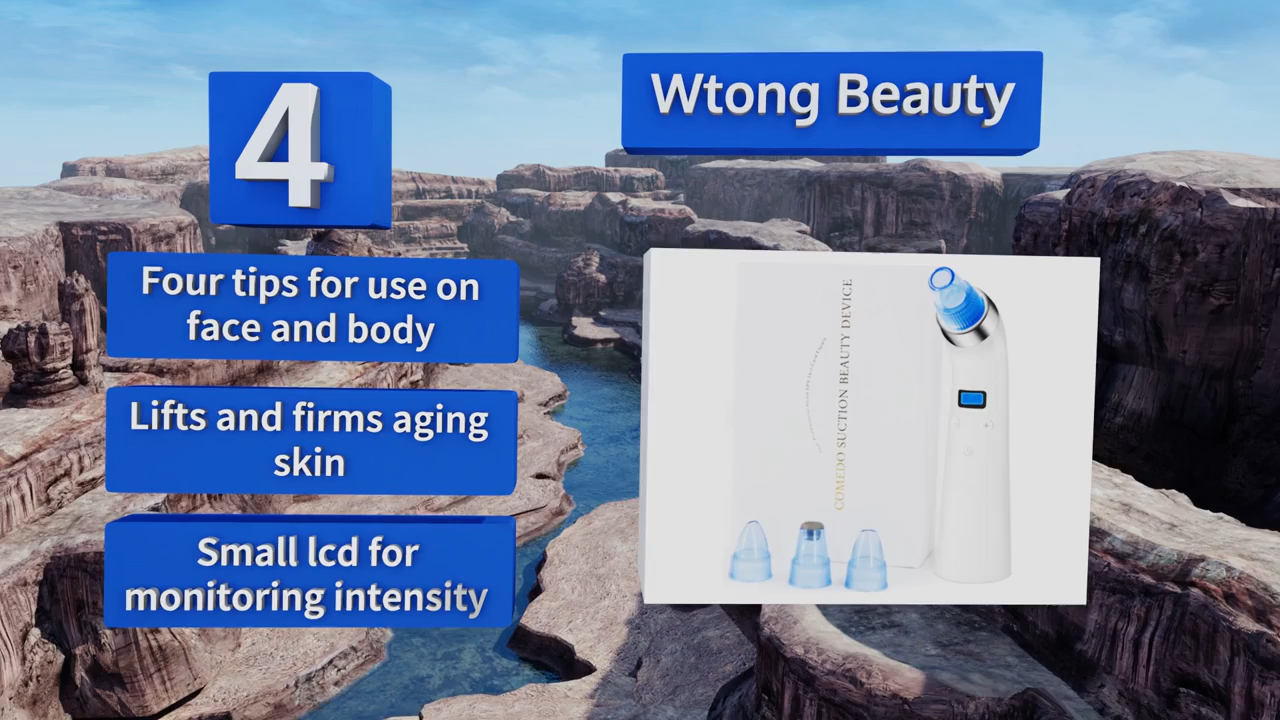 4
Wtong Beauty
Four tips for use on
face and body
Lifts and firms aging
skin
Small lcd for
monitoring intensity
COMEDO SUCTION BEAUTY DEVICE